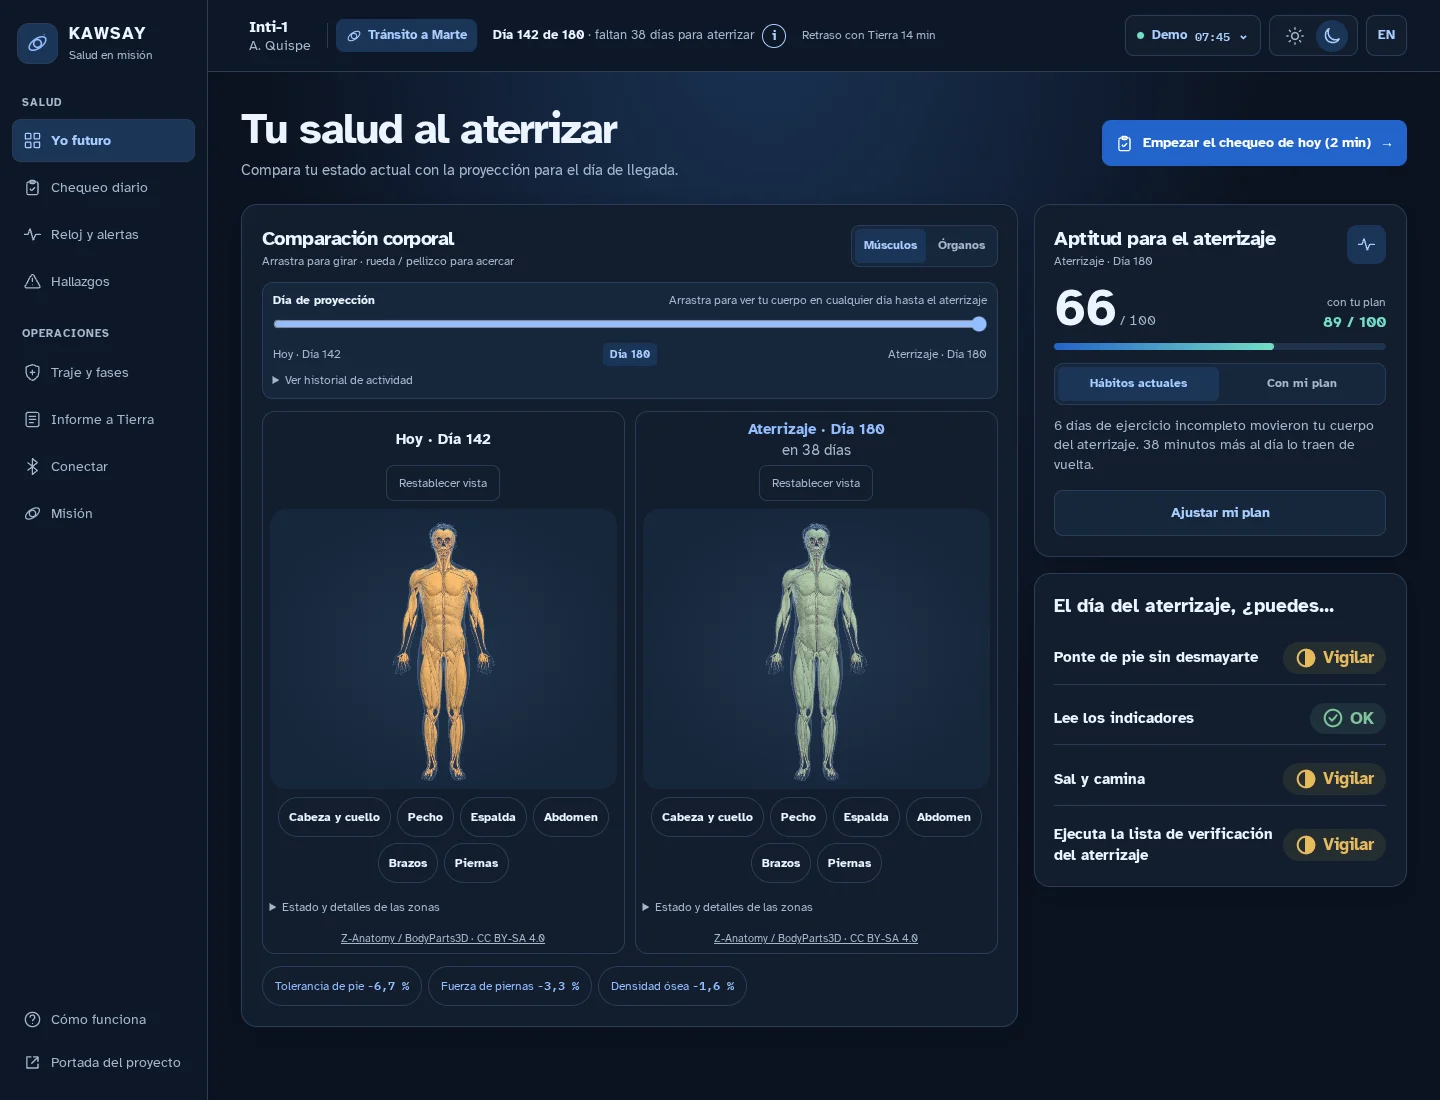 KAWSAY
Salud en misión
SALUD
Yo futuro
Chequeo diario
Reloj y alertas
Hallazgos
OPERACIONES
Traje y fases
Informe a Tierra
Conectar
Misión
Cómo funciona
Portada del proyecto
Inti-1
A. Quispe
Tránsito a Marte
Día 142 de 180 · faltan 38 días para aterrizar
i
Retraso con Tierra 14 min
Demo 07:45
EN
Tu salud al aterrizar
Compara tu estado actual con la proyección para el día de llegada.
Empezar el chequeo de hoy (2 min) →
Comparación corporal
Arrastra para girar · rueda / pellizco para acercar
Músculos
Órganos
Día de proyección
Arrastra para ver tu cuerpo en cualquier día hasta el aterrizaje
Hoy · Día 142
Día 180
Aterrizaje · Día 180
▶ Ver historial de actividad
Hoy · Día 142
Restablecer vista
Cabeza y cuello
Pecho
Espalda
Abdomen
Brazos
Piernas
▶ Estado y detalles de las zonas
Z-Anatomy / BodyParts3D · CC BY-SA 4.0
Aterrizaje · Día 180
en 38 días
Restablecer vista
Cabeza y cuello
Pecho
Espalda
Abdomen
Brazos
Piernas
▶ Estado y detalles de las zonas
Z-Anatomy / BodyParts3D · CC BY-SA 4.0
Tolerancia de pie -6,7 %
Fuerza de piernas -3,3 %
Densidad ósea -1,6 %
Aptitud para el aterrizaje
Aterrizaje · Día 180
66 / 100
con tu plan
89 / 100
Hábitos actuales
Con mi plan
6 días de ejercicio incompleto movieron tu cuerpo
del aterrizaje. 38 minutos más al día lo traen de
vuelta.
Ajustar mi plan
El día del aterrizaje, ¿puedes...
Ponte de pie sin desmayarte
Vigilar
Lee los indicadores
OK
Sal y camina
Vigilar
Ejecuta la lista de verificación
del aterrizaje
Vigilar